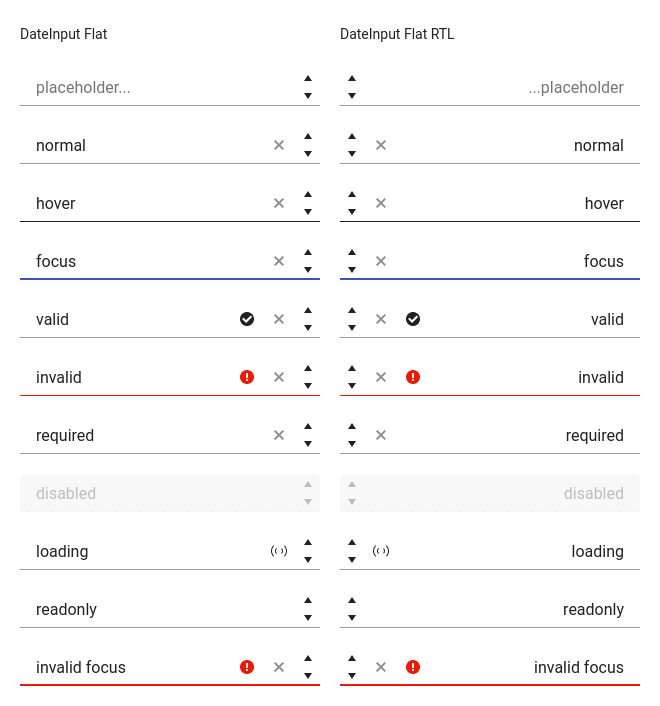 DateInput Flat
DateInput Flat RTL
placeholder...
...placeholder
normal
normal
hover
hover
focus
focus
valid
valid
invalid
invalid
required
required
disabled
disabled
loading
loading
readonly
readonly
invalid focus
invalid focus